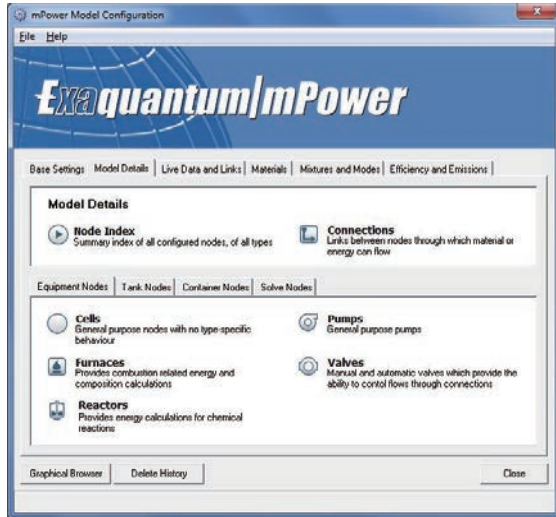 mPower Model Configuration
File Help
Exaquantum/mPower
Base Settings Model Details Live Data and Links Materials Mixtures and Modes Efficiency and Emissions
Model Details
Node Index
Summary index of all configured nodes, of all types
Connections
Links between nodes through which material or
energy can flow
Equipment Nodes Tank Nodes Container Nodes Solve Nodes
Cells
General purpose nodes with no type-specific
behaviour
Pumps
General purpose pumps
Furnaces
Provides combustion related energy and
composition calculations
Valves
Manual and automatic valves which provide the
ability to contol flows through connections
Reactors
Provides energy calculations for chemical
reactions
Graphical Browser Delete History Close